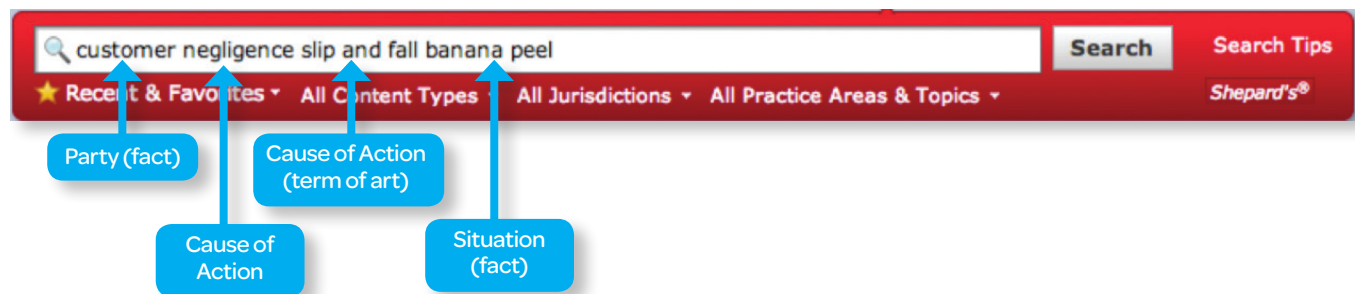 customer negligence slip and fall banana peel
Search
Search Tips
Recent & Favorites
All Content Types
All Jurisdictions
All Practice Areas & Topics
Shepard's®
Party (fact)
Cause of Action
(term of art)
Cause of
Action
Situation
(fact)